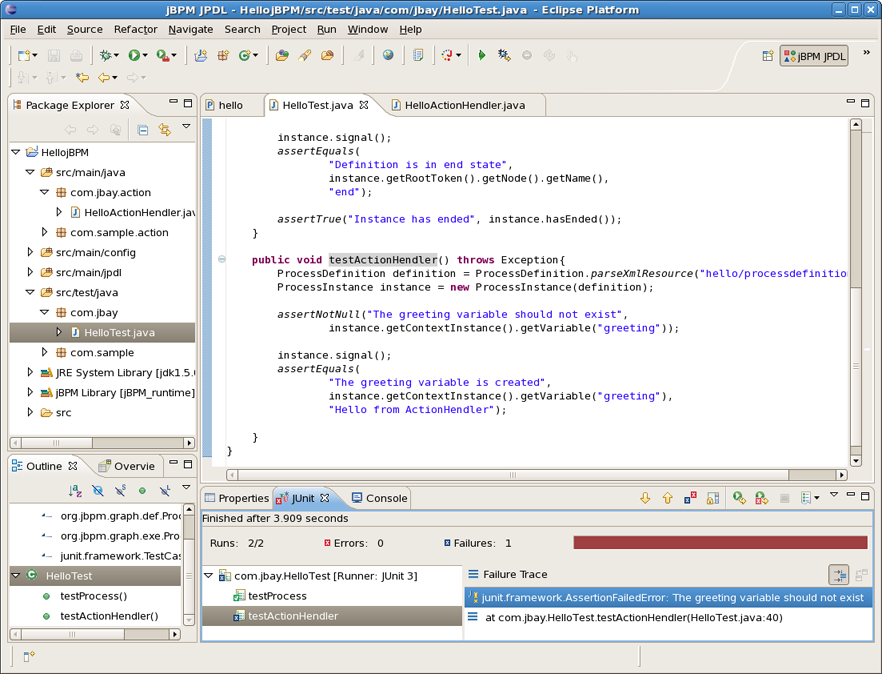 jBPM JPDL - HellojBPM/src/test/java/com/jbay/HelloTest.java - Eclipse Platform
File Edit Source Refactor Navigate Search Project Run Window Help
jBPM JPDL
Package Explorer
HellojBPM
src/main/java
com.jbay.action
HelloActionHandler.jav
com.sample.action
src/main/config
src/main/jpdl
src/test/java
com.jbay
HelloTest.java
com.sample
JRE System Library [jdk1.5.
jBPM Library [jBPM_runtime]
src
Outline Overvie
org.jbpm.graph.def.Proc
org.jbpm.graph.exe.Pro
junit.framework.TestCas
HelloTest
testProcess()
testActionHandler()
hello HelloTest.java HelloActionHandler.java
instance.signal();
assertEquals(
"Definition is in end state",
instance.getRootToken().getNode().getName(),
"end");
assertTrue("Instance has ended", instance.hasEnded());
}
public void testActionHandler() throws Exception{
ProcessDefinition definition = ProcessDefinition.parseXmlResource("hello/processdefinitio
ProcessInstance instance = new ProcessInstance(definition);
assertNotNull("The greeting variable should not exist",
instance.getContextInstance().getVariable("greeting"));
instance.signal();
assertEquals(
"The greeting variable is created",
instance.getContextInstance().getVariable("greeting"),
"Hello from ActionHandler");
}
}
Properties JUnit Console
Finished after 3.909 seconds
Runs: 2/2 Errors: 0 Failures: 1
com.jbay.HelloTest [Runner: JUnit 3]
testProcess
testActionHandler
Failure Trace
junit.framework.AssertionFailedError: The greeting variable should not exist
at com.jbay.HelloTest.testActionHandler(HelloTest.java:40)